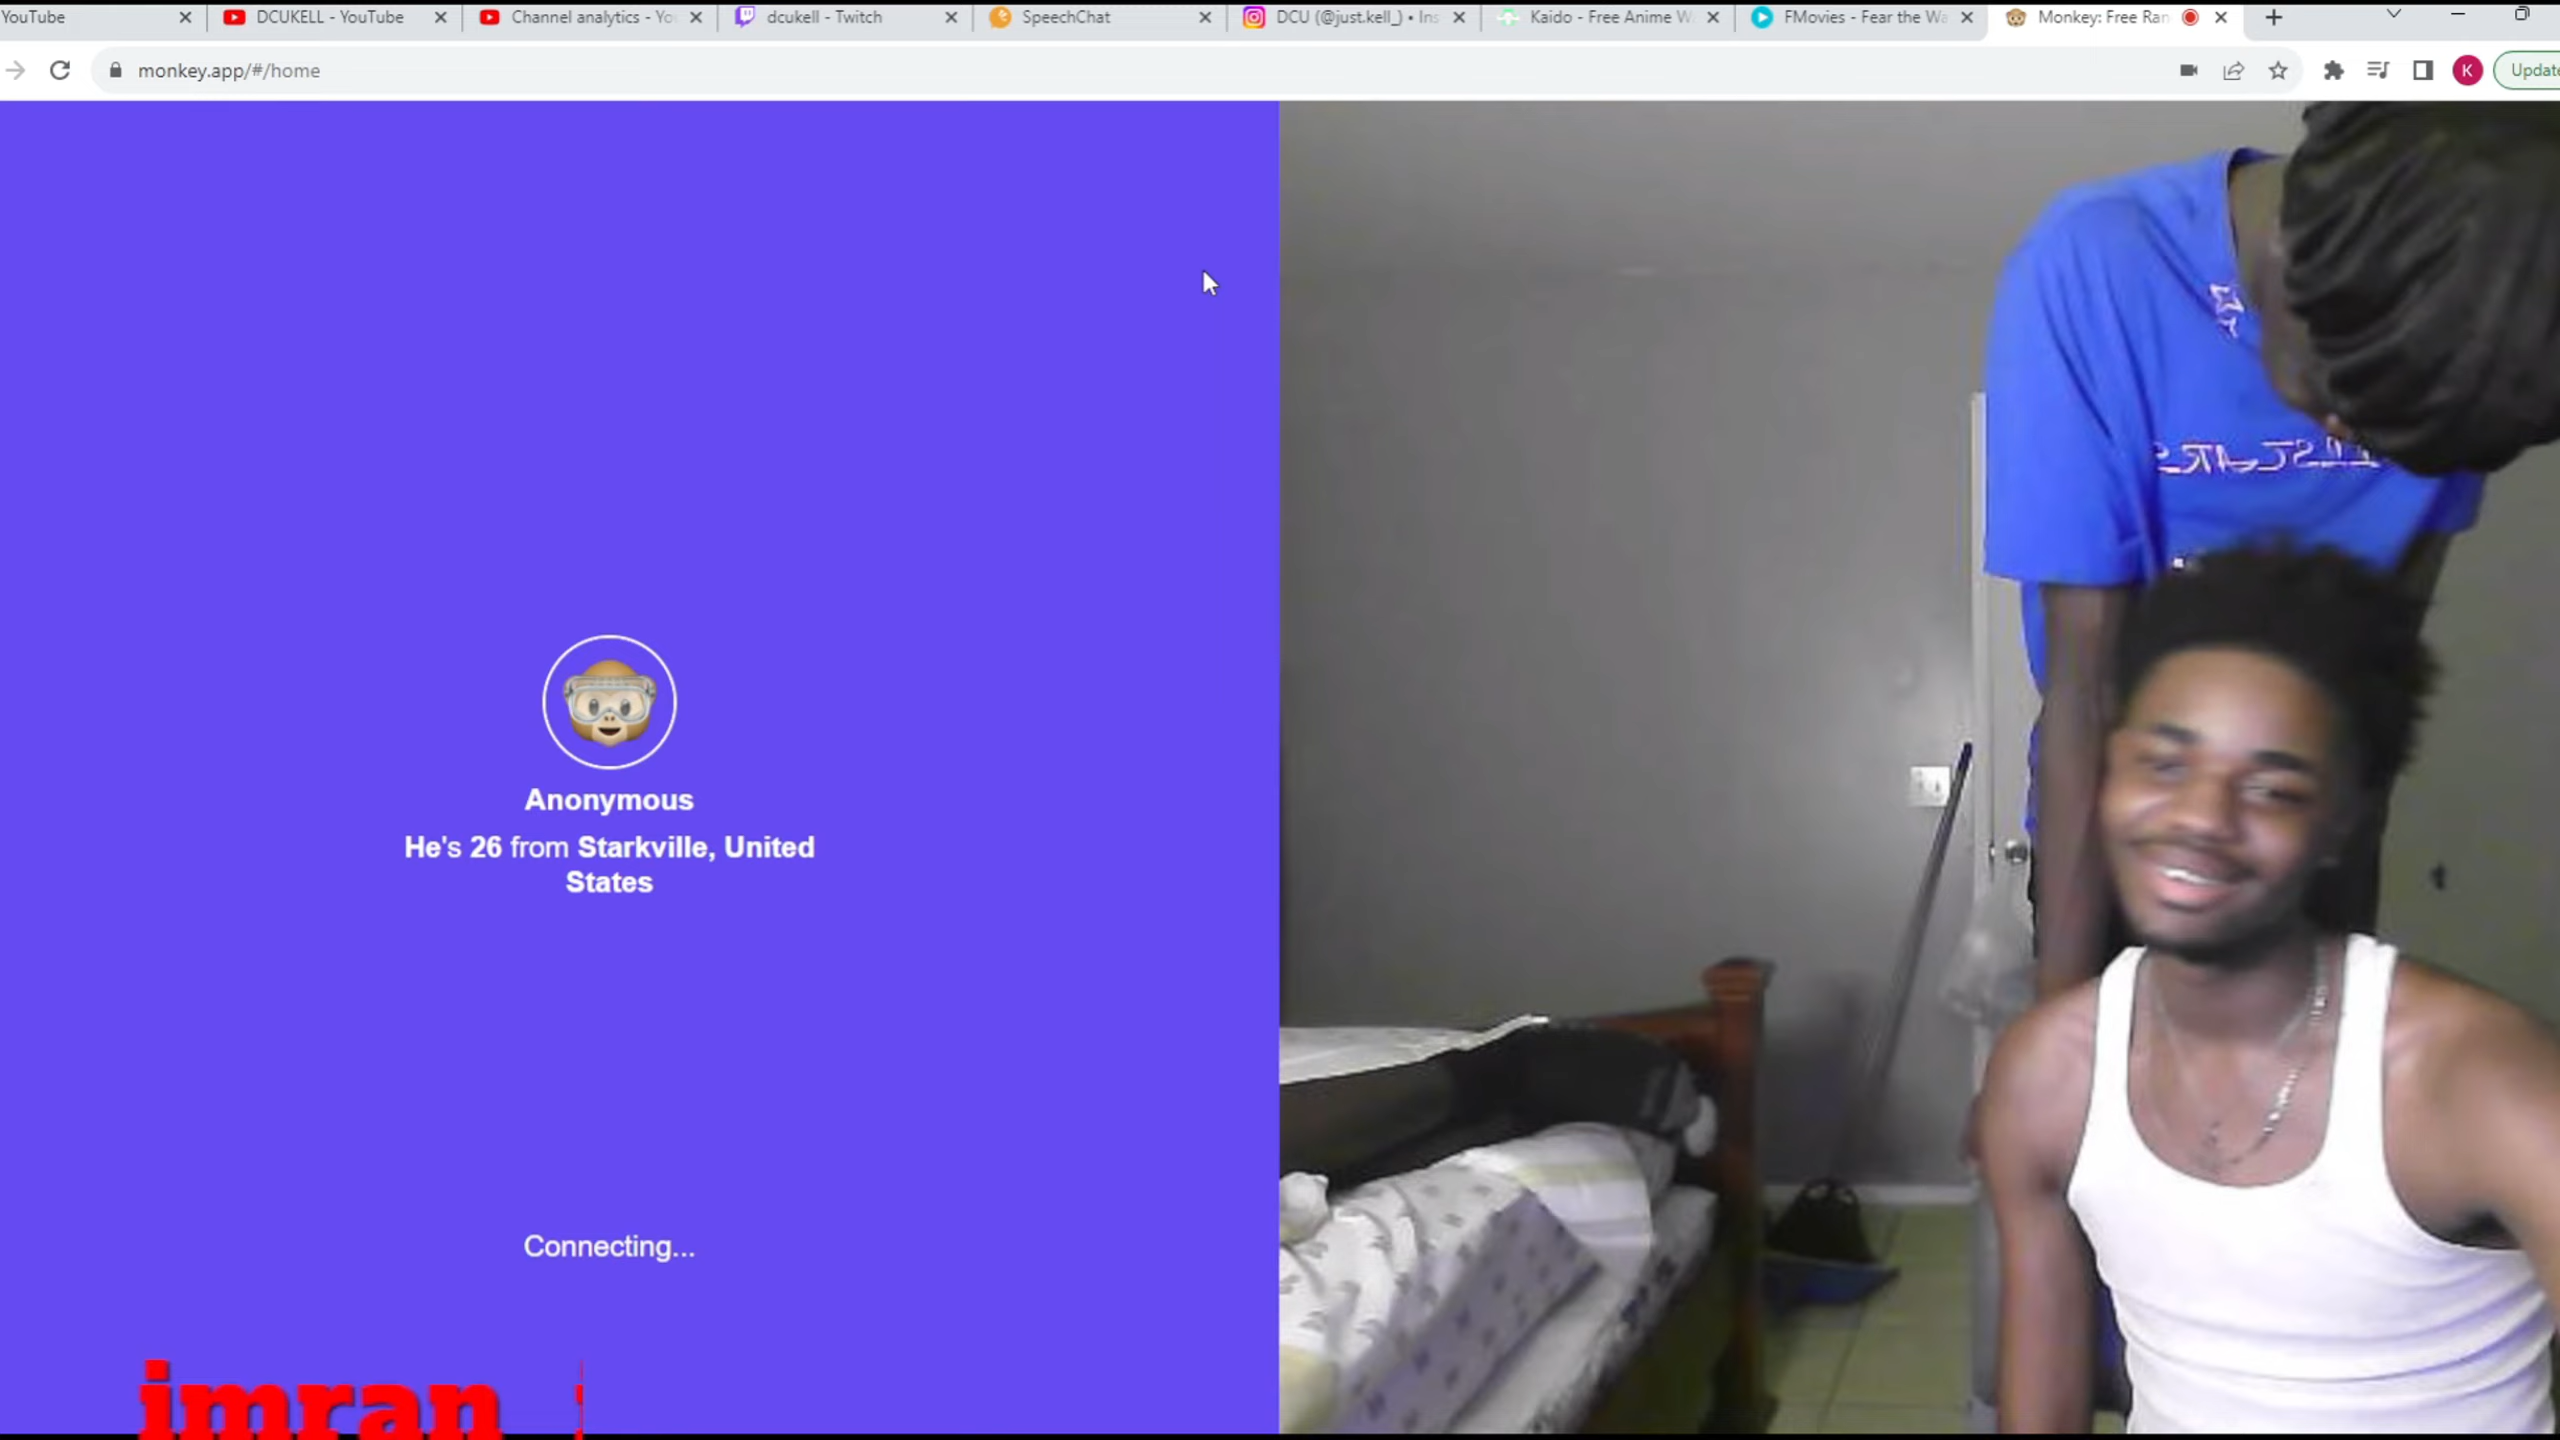 YouTube
DCUKELL - YouTube
Channel analytics - Yo
dcukell - Twitch
SpeechChat
DCU (@just.kell_) • Ins
Kaido - Free Anime W
FMovies - Fear the Wa
Monkey: Free Ran
monkey.app/#/home
K
Update
Anonymous
He's 26 from Starkville, United
States
Connecting...
imran